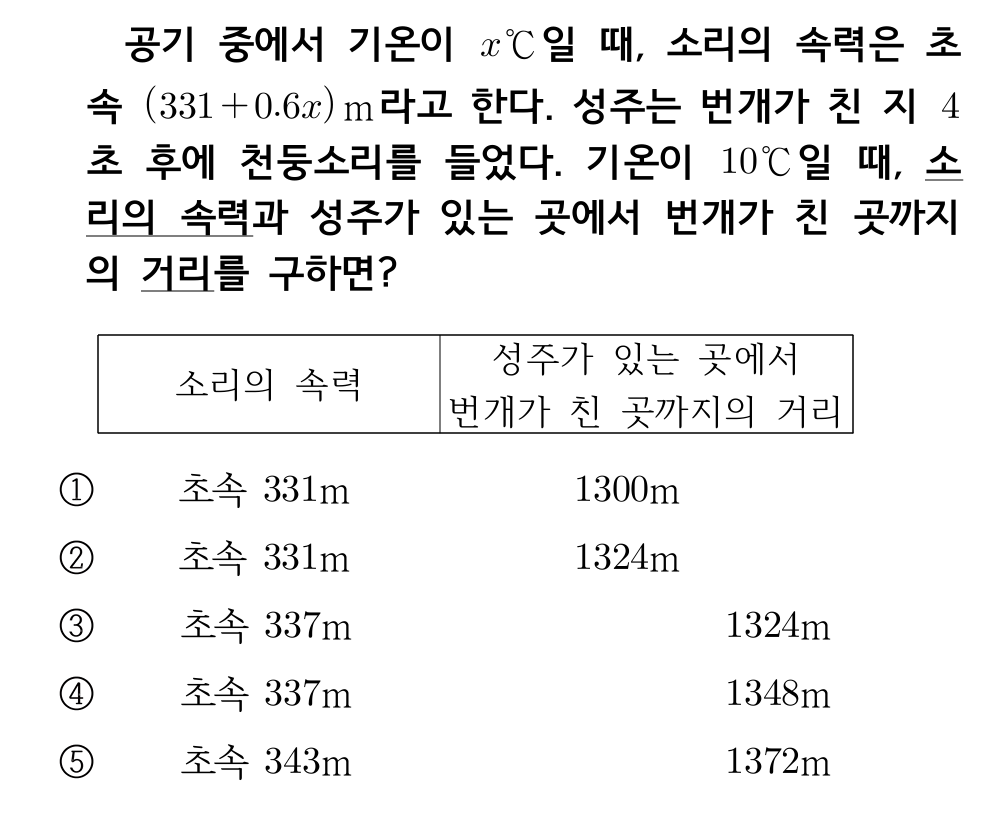 공기 중에서 기온이 x℃일 때, 소리의 속력은 초
속 (331+0.6x)m라고 한다. 성주는 번개가 친 지 4
초 후에 천둥소리를 들었다. 기온이 10℃일 때, 소
리의 속력과 성주가 있는 곳에서 번개가 친 곳까지
의 거리를 구하면?
소리의 속력
성주가 있는 곳에서
번개가 친 곳까지의 거리
① 초속 331m 1300m
② 초속 331m 1324m
③ 초속 337m 1324m
④ 초속 337m 1348m
⑤ 초속 343m 1372m